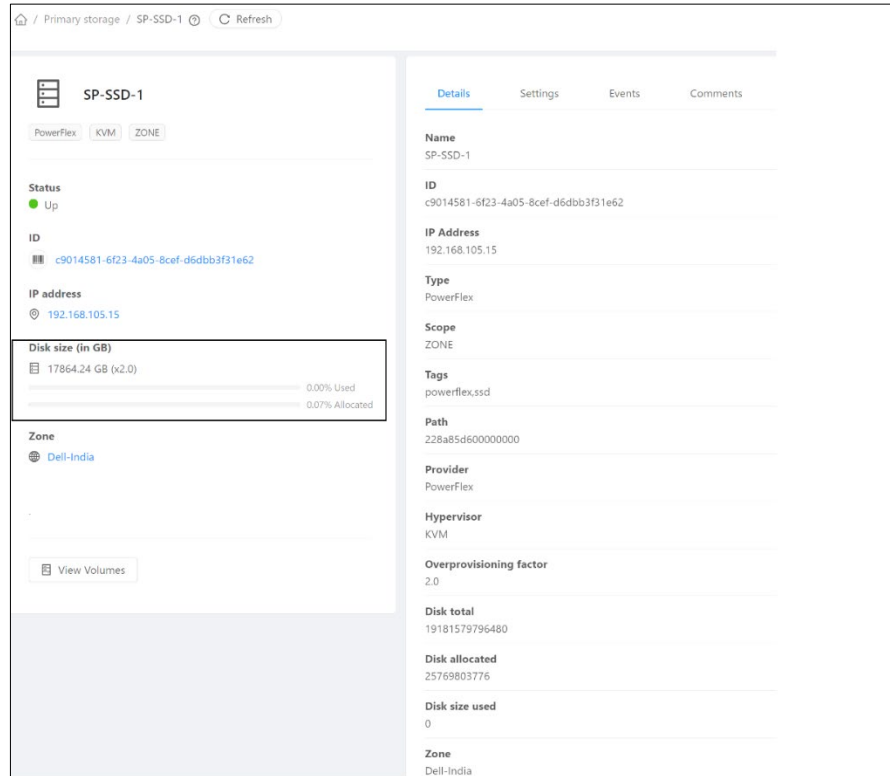 / Primary storage / SP-SSD-1 Refresh
SP-SSD-1
PowerFlex KVM ZONE
Status
Up
ID
c9014581-6f23-4a05-8cef-d6dbb3f31e62
IP address
192.168.105.15
Disk size (in GB)
17864.24 GB (x2.0)
0.00% Used
0.07% Allocated
Zone
Dell-India
View Volumes
Details Settings Events Comments
Name
SP-SSD-1
ID
c9014581-6f23-4a05-8cef-d6dbb3f31e62
IP Address
192.168.105.15
Type
PowerFlex
Scope
ZONE
Tags
powerflex,ssd
Path
228a85d600000000
Provider
PowerFlex
Hypervisor
KVM
Overprovisioning factor
2.0
Disk total
19181579796480
Disk allocated
25769803776
Disk size used
0
Zone
Dell-India